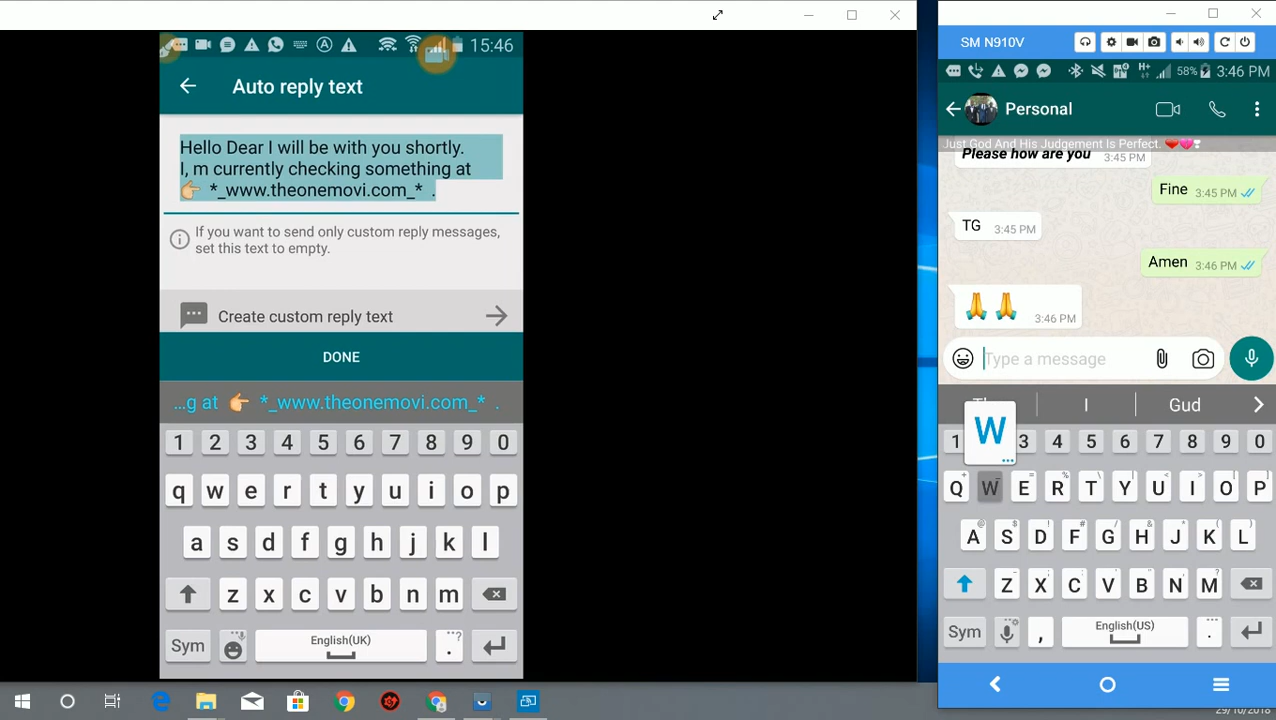 15:46
Auto reply text
Hello Dear I will be with you shortly.
I, m currently checking something at
👉 *_www.theonemovi.com_* .
If you want to send only custom reply messages,
set this text to empty.
Create custom reply text
DONE
...g at 👉 *_www.theonemovi.com_* .
1 2 3 4 5 6 7 8 9 0
q w e r t y u i o p
a s d f g h j k l
z x c v b n m
Sym English(UK) .
SM N910V
58% 3:46 PM
Personal
Just God And His Judgement Is Perfect. ❤️💕
Please how are you 3:45 PM
Fine 3:45 PM
TG 3:45 PM
Amen 3:46 PM
🙏 🙏 3:46 PM
Type a message
I Gud
W
1 3 4 5 6 7 8 9 0
Q W E R T Y U I O P
A S D F G H J K L
Z X C V B N M
Sym , English(US) .
29/10/2018